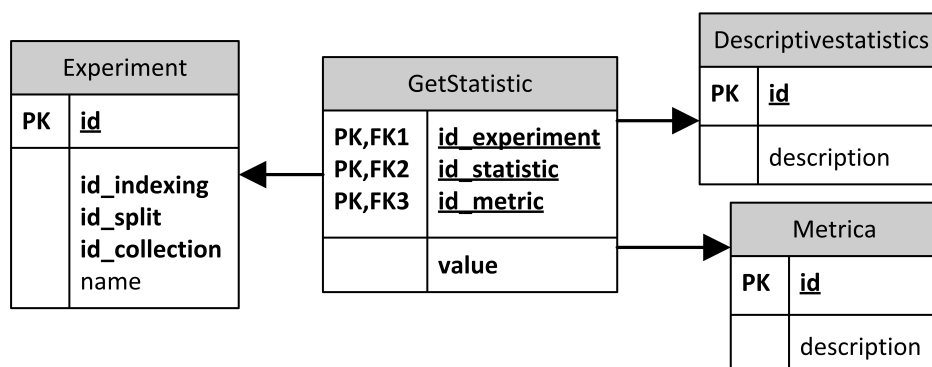 Experiment
PK id
id_indexing
id_split
id_collection
name
GetStatistic
PK,FK1 id_experiment
PK,FK2 id_statistic
PK,FK3 id_metric
value
Descriptivestatistics
PK id
description
Metrica
PK id
description